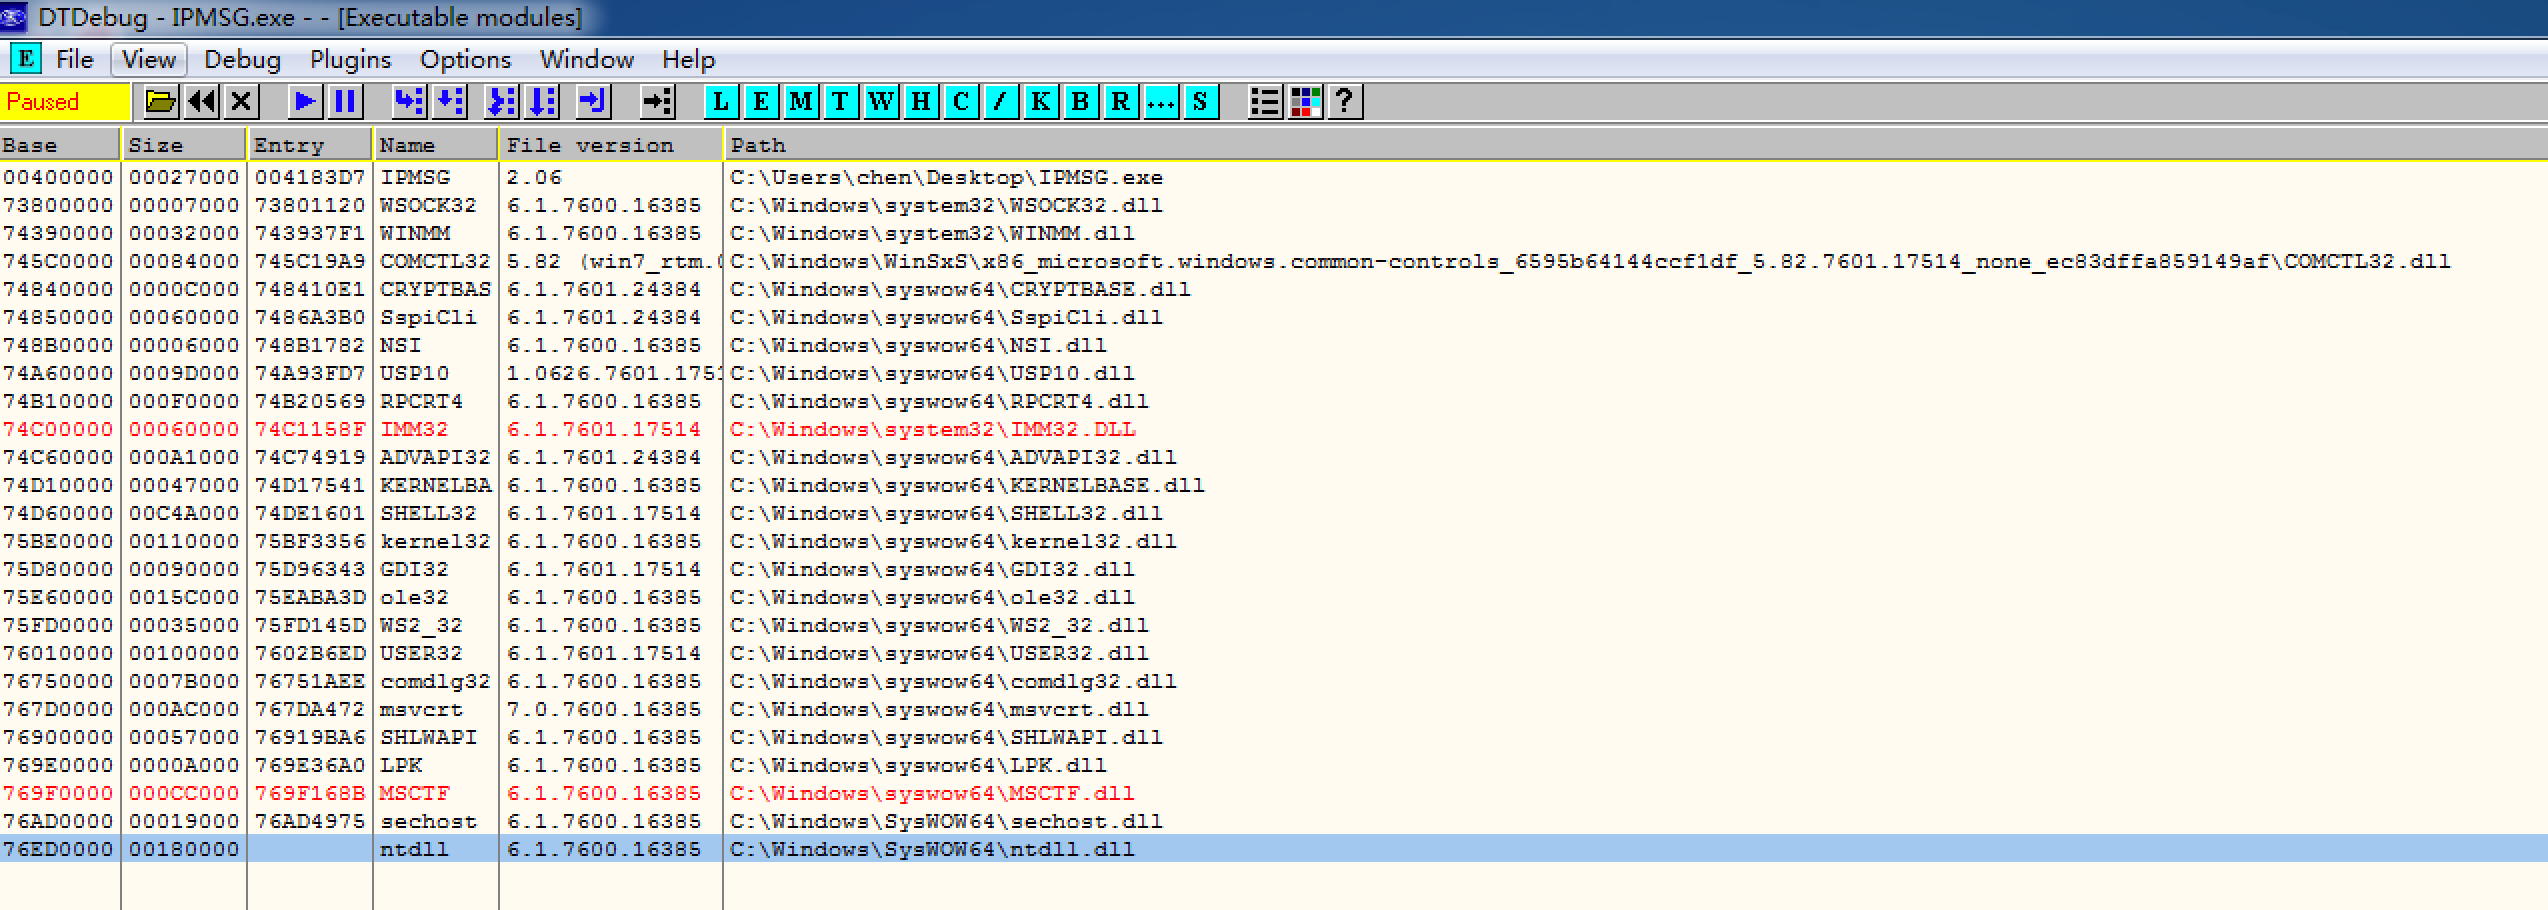 DTDebug - IPMSG.exe - - [Executable modules]
E File View Debug Plugins Options Window Help
Paused L E M T W H C / K B R ... S ?
Base Size Entry Name File version Path
00400000 00027000 004183D7 IPMSG 2.06 C:\Users\chen\Desktop\IPMSG.exe
73800000 00007000 73801120 WSOCK32 6.1.7600.16385 C:\Windows\system32\WSOCK32.dll
74390000 00032000 743937F1 WINMM 6.1.7600.16385 C:\Windows\system32\WINMM.dll
745C0000 00084000 745C19A9 COMCTL32 5.82 (win7_rtm.( C:\Windows\WinSxS\x86_microsoft.windows.common-controls_6595b64144ccf1df_5.82.7601.17514_none_ec83dffa859149af\COMCTL32.dll
74840000 0000C000 748410E1 CRYPTBAS 6.1.7601.24384 C:\Windows\syswow64\CRYPTBASE.dll
74850000 00060000 7486A3B0 SspiCli 6.1.7601.24384 C:\Windows\syswow64\SspiCli.dll
748B0000 00006000 748B1782 NSI 6.1.7600.16385 C:\Windows\syswow64\NSI.dll
74A60000 0009D000 74A93FD7 USP10 1.0626.7601.1751 C:\Windows\syswow64\USP10.dll
74B10000 000F0000 74B20569 RPCRT4 6.1.7600.16385 C:\Windows\syswow64\RPCRT4.dll
74C00000 00060000 74C1158F IMM32 6.1.7601.17514 C:\Windows\system32\IMM32.DLL
74C60000 000A1000 74C74919 ADVAPI32 6.1.7601.24384 C:\Windows\syswow64\ADVAPI32.dll
74D10000 00047000 74D17541 KERNELBA 6.1.7600.16385 C:\Windows\syswow64\KERNELBASE.dll
74D60000 00C4A000 74DE1601 SHELL32 6.1.7601.17514 C:\Windows\syswow64\SHELL32.dll
75BE0000 00110000 75BF3356 kernel32 6.1.7600.16385 C:\Windows\syswow64\kernel32.dll
75D80000 00090000 75D96343 GDI32 6.1.7601.17514 C:\Windows\syswow64\GDI32.dll
75E60000 0015C000 75EABA3D ole32 6.1.7600.16385 C:\Windows\syswow64\ole32.dll
75FD0000 00035000 75FD145D WS2_32 6.1.7600.16385 C:\Windows\syswow64\WS2_32.dll
76010000 00100000 7602B6ED USER32 6.1.7601.17514 C:\Windows\syswow64\USER32.dll
76750000 0007B000 76751AEE comdlg32 6.1.7600.16385 C:\Windows\syswow64\comdlg32.dll
767D0000 000AC000 767DA472 msvcrt 7.0.7600.16385 C:\Windows\syswow64\msvcrt.dll
76900000 00057000 76919BA6 SHLWAPI 6.1.7600.16385 C:\Windows\syswow64\SHLWAPI.dll
769E0000 0000A000 769E36A0 LPK 6.1.7600.16385 C:\Windows\syswow64\LPK.dll
769F0000 000CC000 769F168B MSCTF 6.1.7600.16385 C:\Windows\syswow64\MSCTF.dll
76AD0000 00019000 76AD4975 sechost 6.1.7600.16385 C:\Windows\SysWOW64\sechost.dll
76ED0000 00180000 ntdll 6.1.7600.16385 C:\Windows\SysWOW64\ntdll.dll